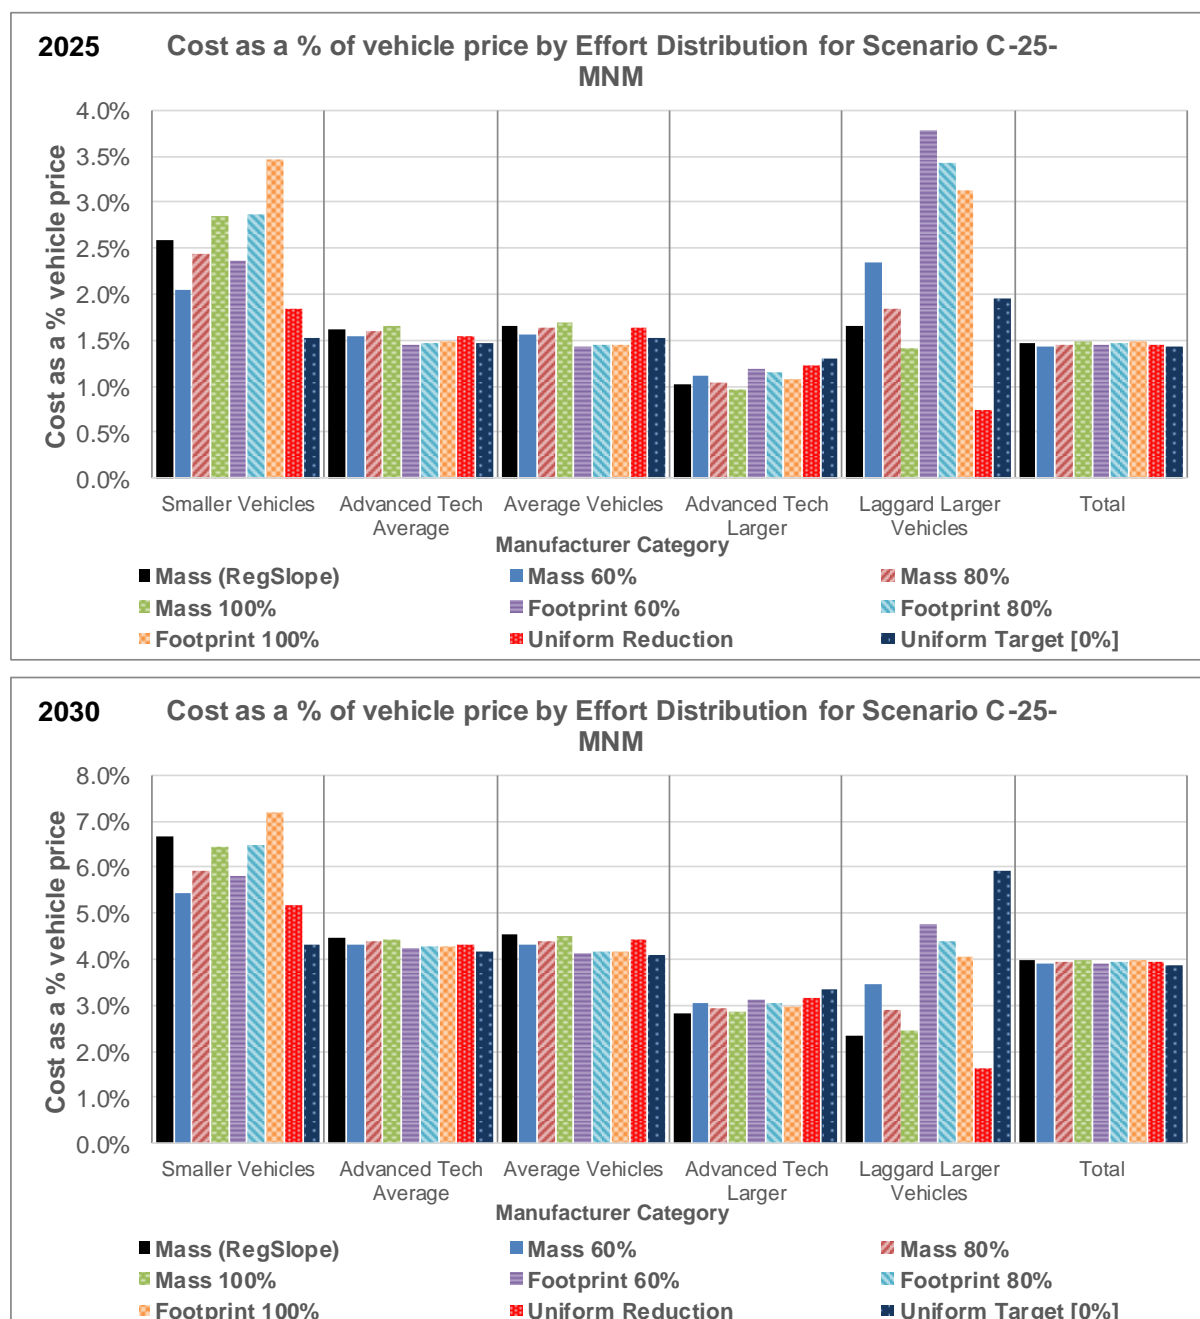 2025
Cost as a % of vehicle price by Effort Distribution for Scenario C-25-
MNM
Cost as a % vehicle price
4.0%
3.5%
3.0%
2.5%
2.0%
1.5%
1.0%
0.5%
0.0%
Smaller Vehicles
Advanced Tech
Average
Average Vehicles
Advanced Tech
Larger
Laggard Larger
Vehicles
Total
Manufacturer Category
Mass (RegSlope)
Mass 60%
Mass 80%
Mass 100%
Footprint 60%
Footprint 80%
Footprint 100%
Uniform Reduction
Uniform Target [0%]
2030
Cost as a % of vehicle price by Effort Distribution for Scenario C-25-
MNM
Cost as a % vehicle price
8.0%
7.0%
6.0%
5.0%
4.0%
3.0%
2.0%
1.0%
0.0%
Smaller Vehicles
Advanced Tech
Average
Average Vehicles
Advanced Tech
Larger
Laggard Larger
Vehicles
Total
Manufacturer Category
Mass (RegSlope)
Mass 60%
Mass 80%
Mass 100%
Footprint 60%
Footprint 80%
Footprint 100%
Uniform Reduction
Uniform Target [0%]